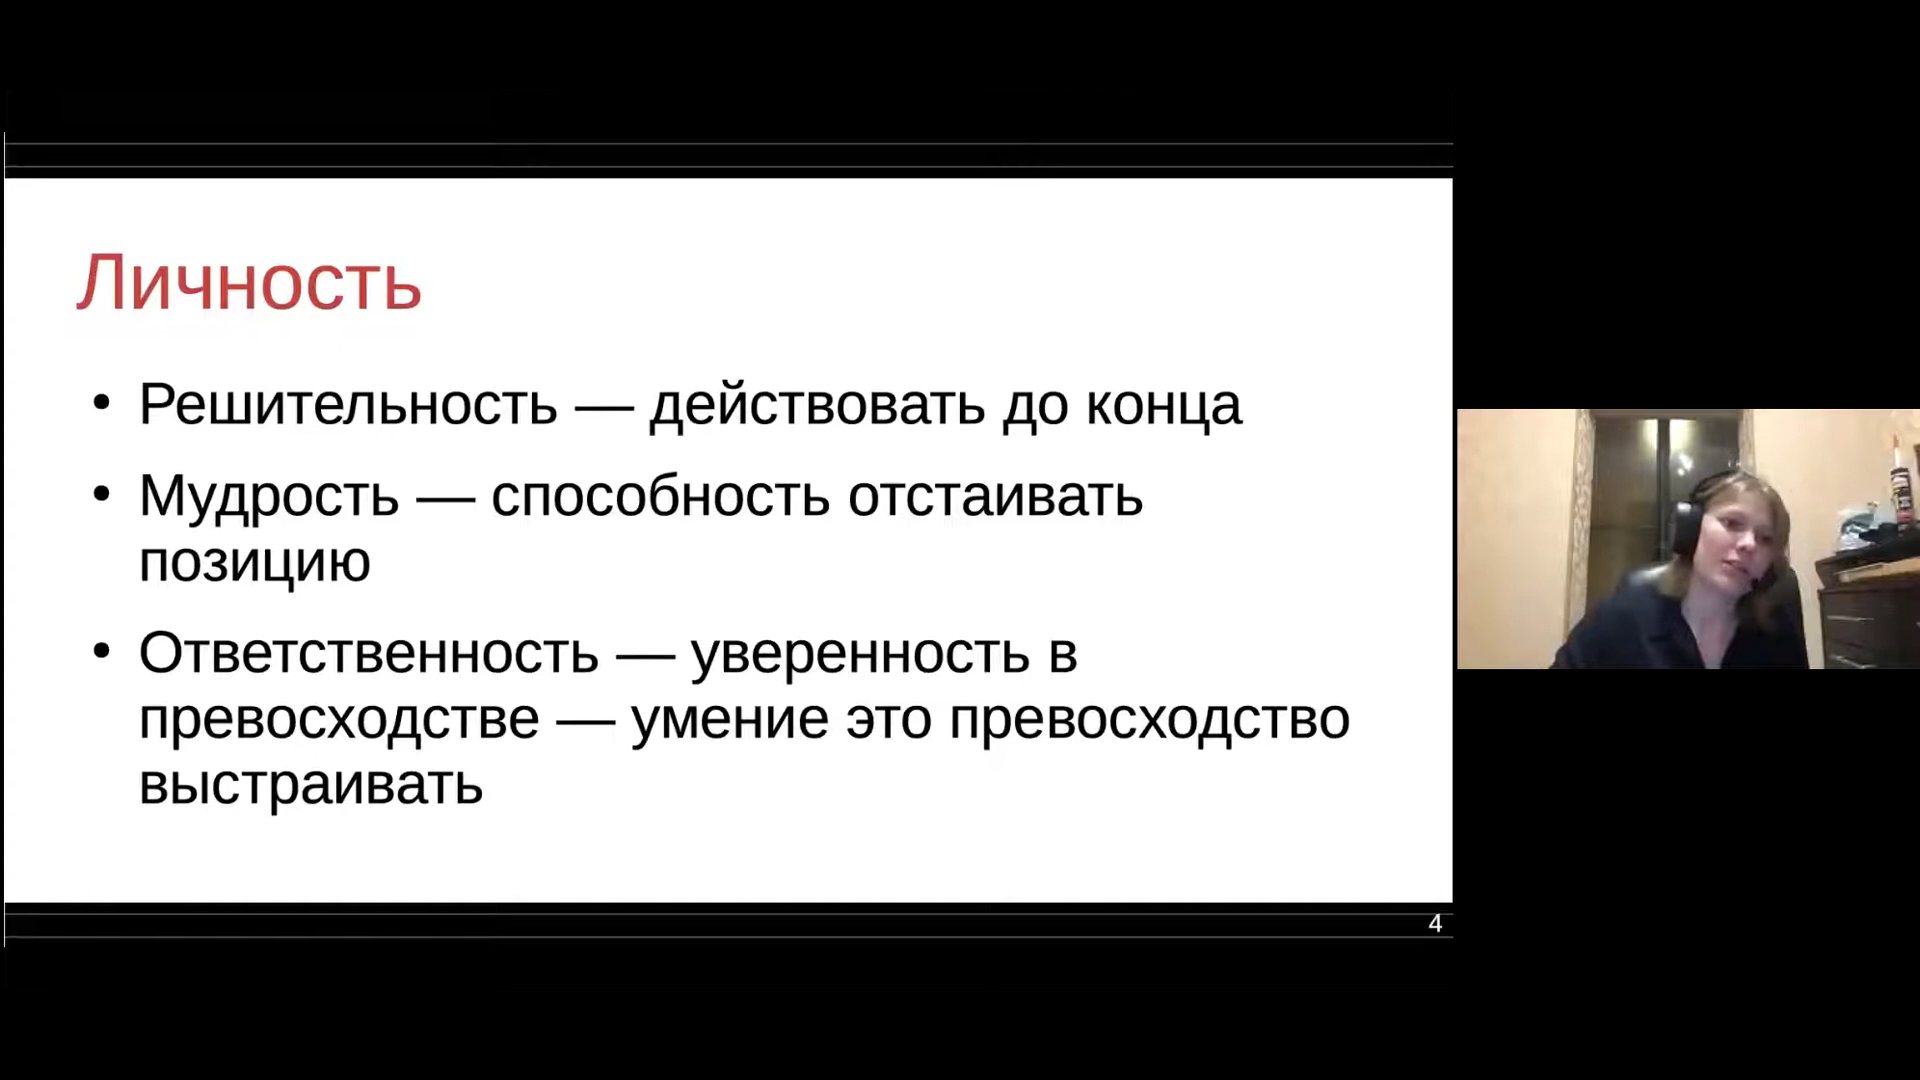 Личность
• Решительность — действовать до конца
• Мудрость — способность отстаивать
позицию
• Ответственность — уверенность в
превосходстве — умение это превосходство
выстраивать
4